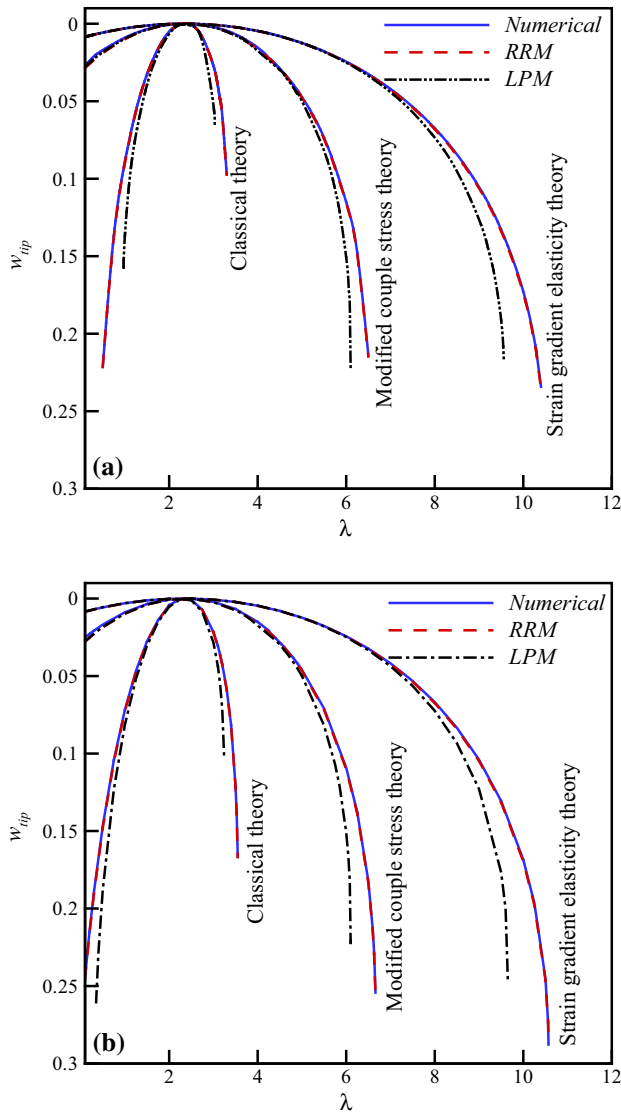 0
0.05
0.1
0.15
0.2
0.25
0.3
w_tip
Numerical
RRM
LPM
Classical theory
Modified couple stress theory
Strain gradient elasticity theory
(a)
2
4
6
8
10
12
λ
0
0.05
0.1
0.15
0.2
0.25
0.3
w_tip
Numerical
RRM
LPM
Classical theory
Modified couple stress theory
Strain gradient elasticity theory
(b)
2
4
6
8
10
12
λ